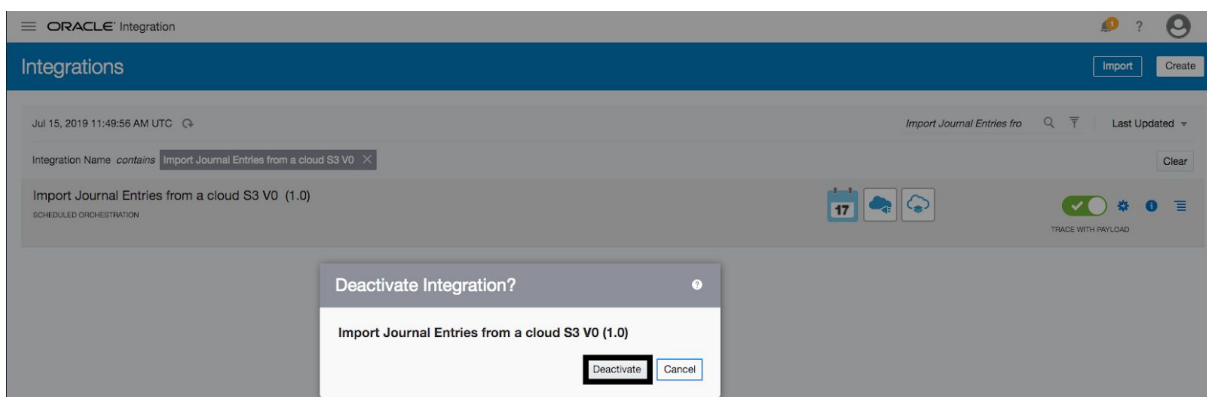 ORACLE Integration
1
?
Integrations
Import
Create
Jul 15, 2019 11:49:56 AM UTC
Import Journal Entries fro
Last Updated
Integration Name contains Import Journal Entries from a cloud S3 V0
Clear
Import Journal Entries from a cloud S3 V0 (1.0)
SCHEDULED ORCHESTRATION
17
TRACE WITH PAYLOAD
Deactivate Integration?
?
Import Journal Entries from a cloud S3 V0 (1.0)
Deactivate
Cancel